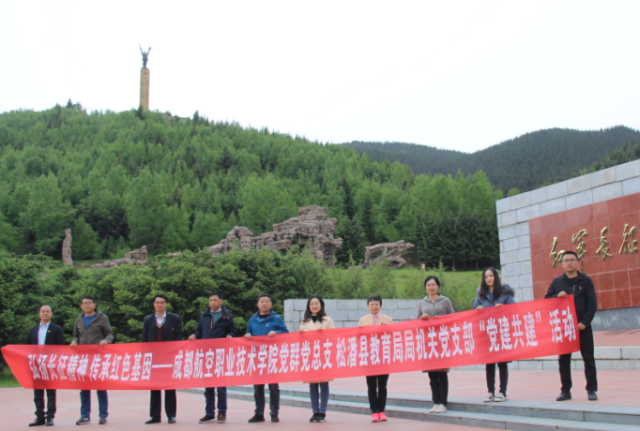 红军长征
弘扬长征精神 传承红色基因——成都航空职业技术学院党群党总支 松潘县教育局局机关党支部 “党建共建” 活动